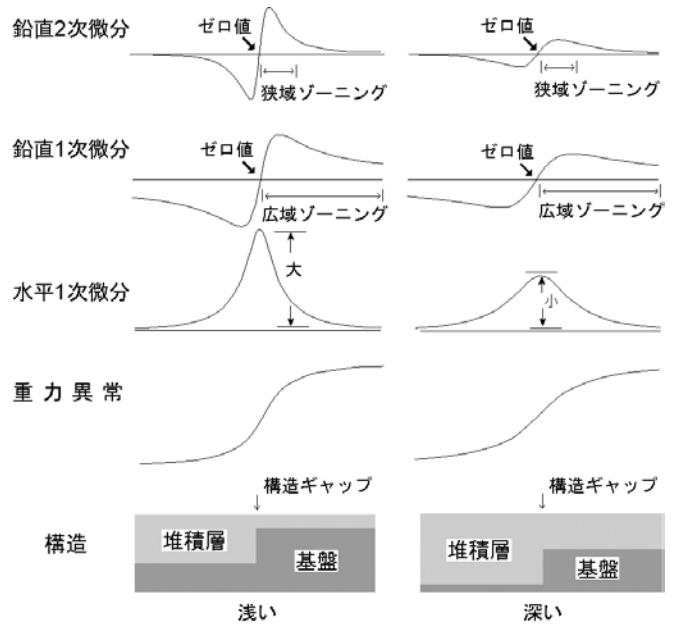 鉛直2次微分
ゼロ値
狭域ゾーニング
ゼロ値
狭域ゾーニング
鉛直1次微分
ゼロ値
広域ゾーニング
ゼロ値
広域ゾーニング
水平1次微分
大
小
重力異常
構造ギャップ
構造ギャップ
構造
堆積層
基盤
堆積層
基盤
浅い
深い